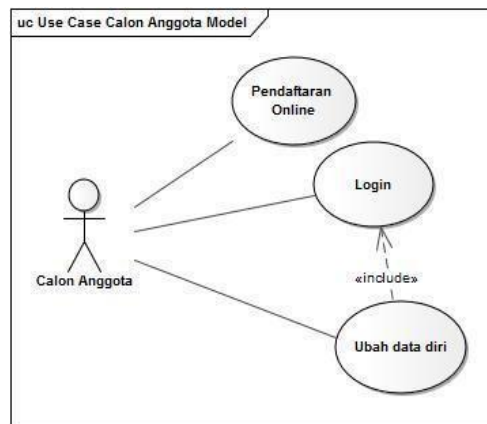 uc Use Case Calon Anggota Model
Pendaftaran
Online
Login
Calon Anggota
«include»
Ubah data diri